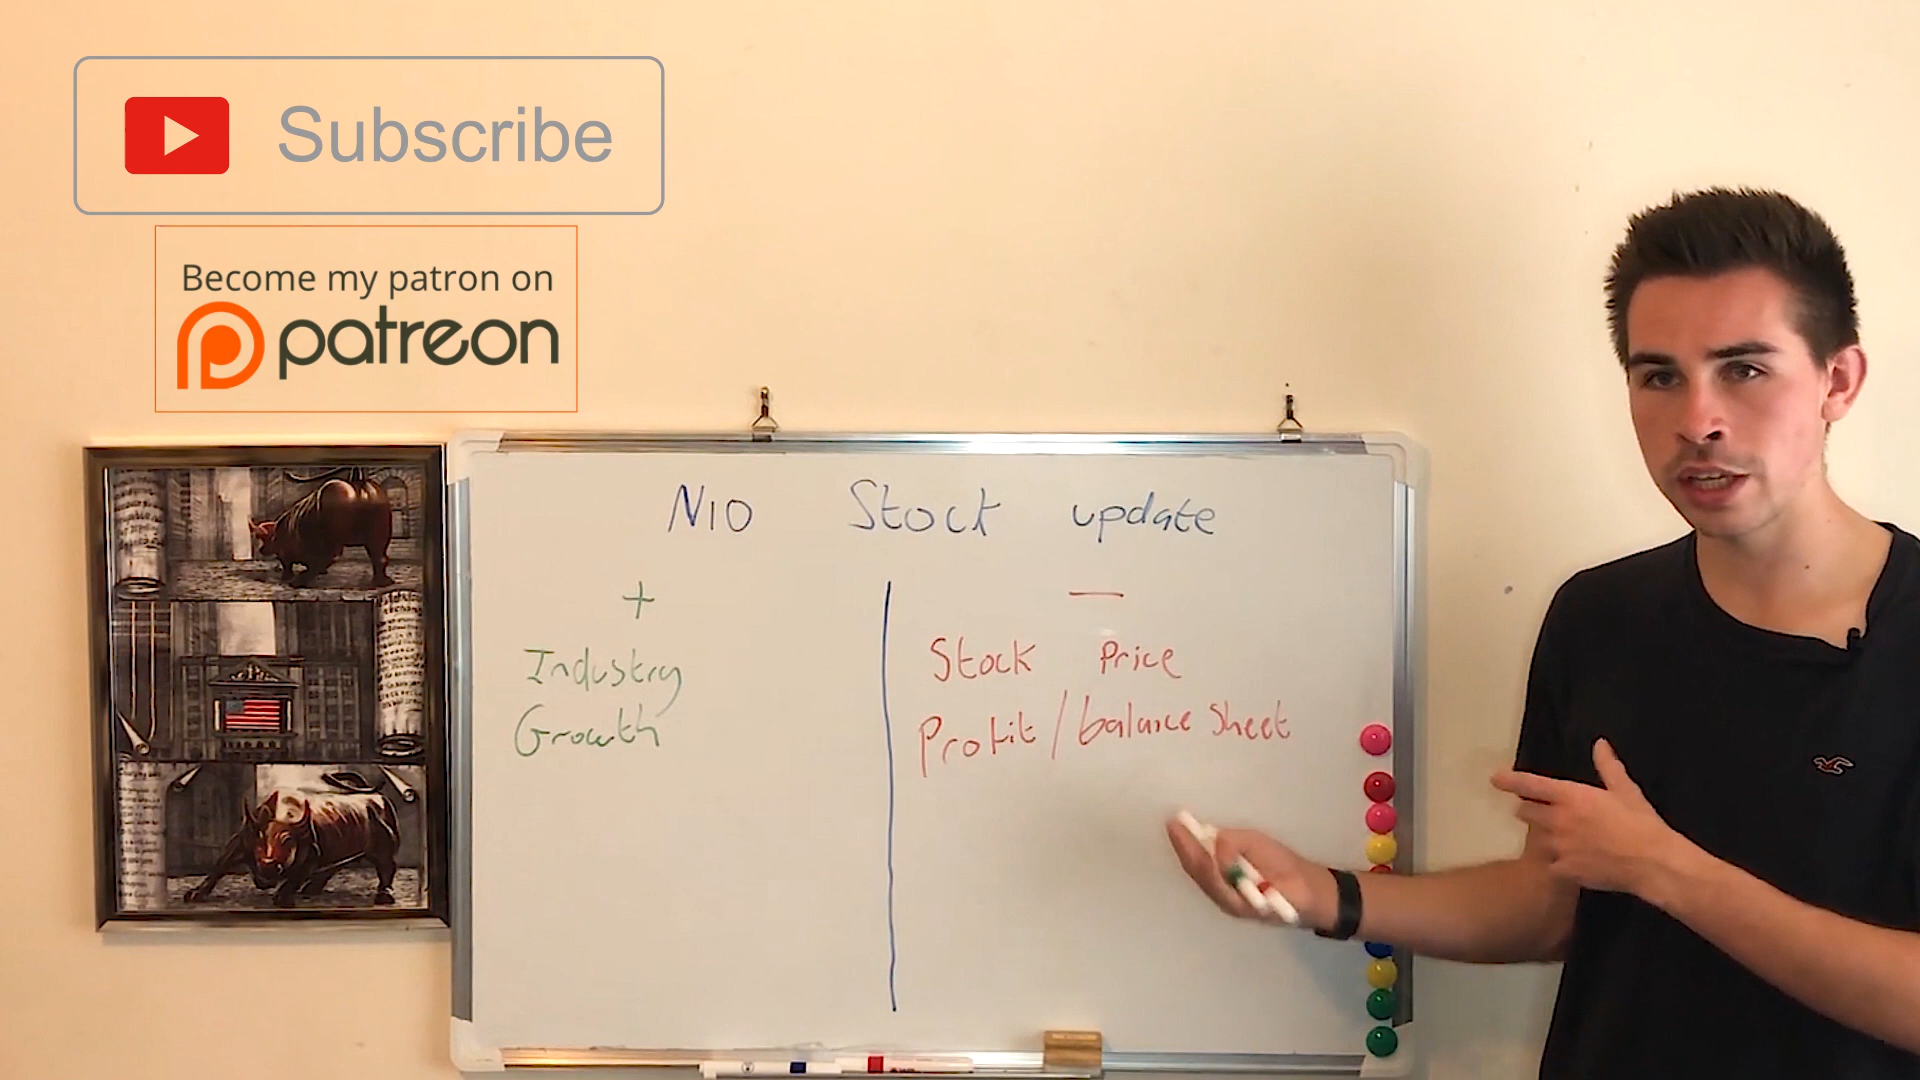 Subscribe
Become my patron on
patreon
NIO Stock update
+ —
Industry
Growth
Stock Price
Profit/balance sheet